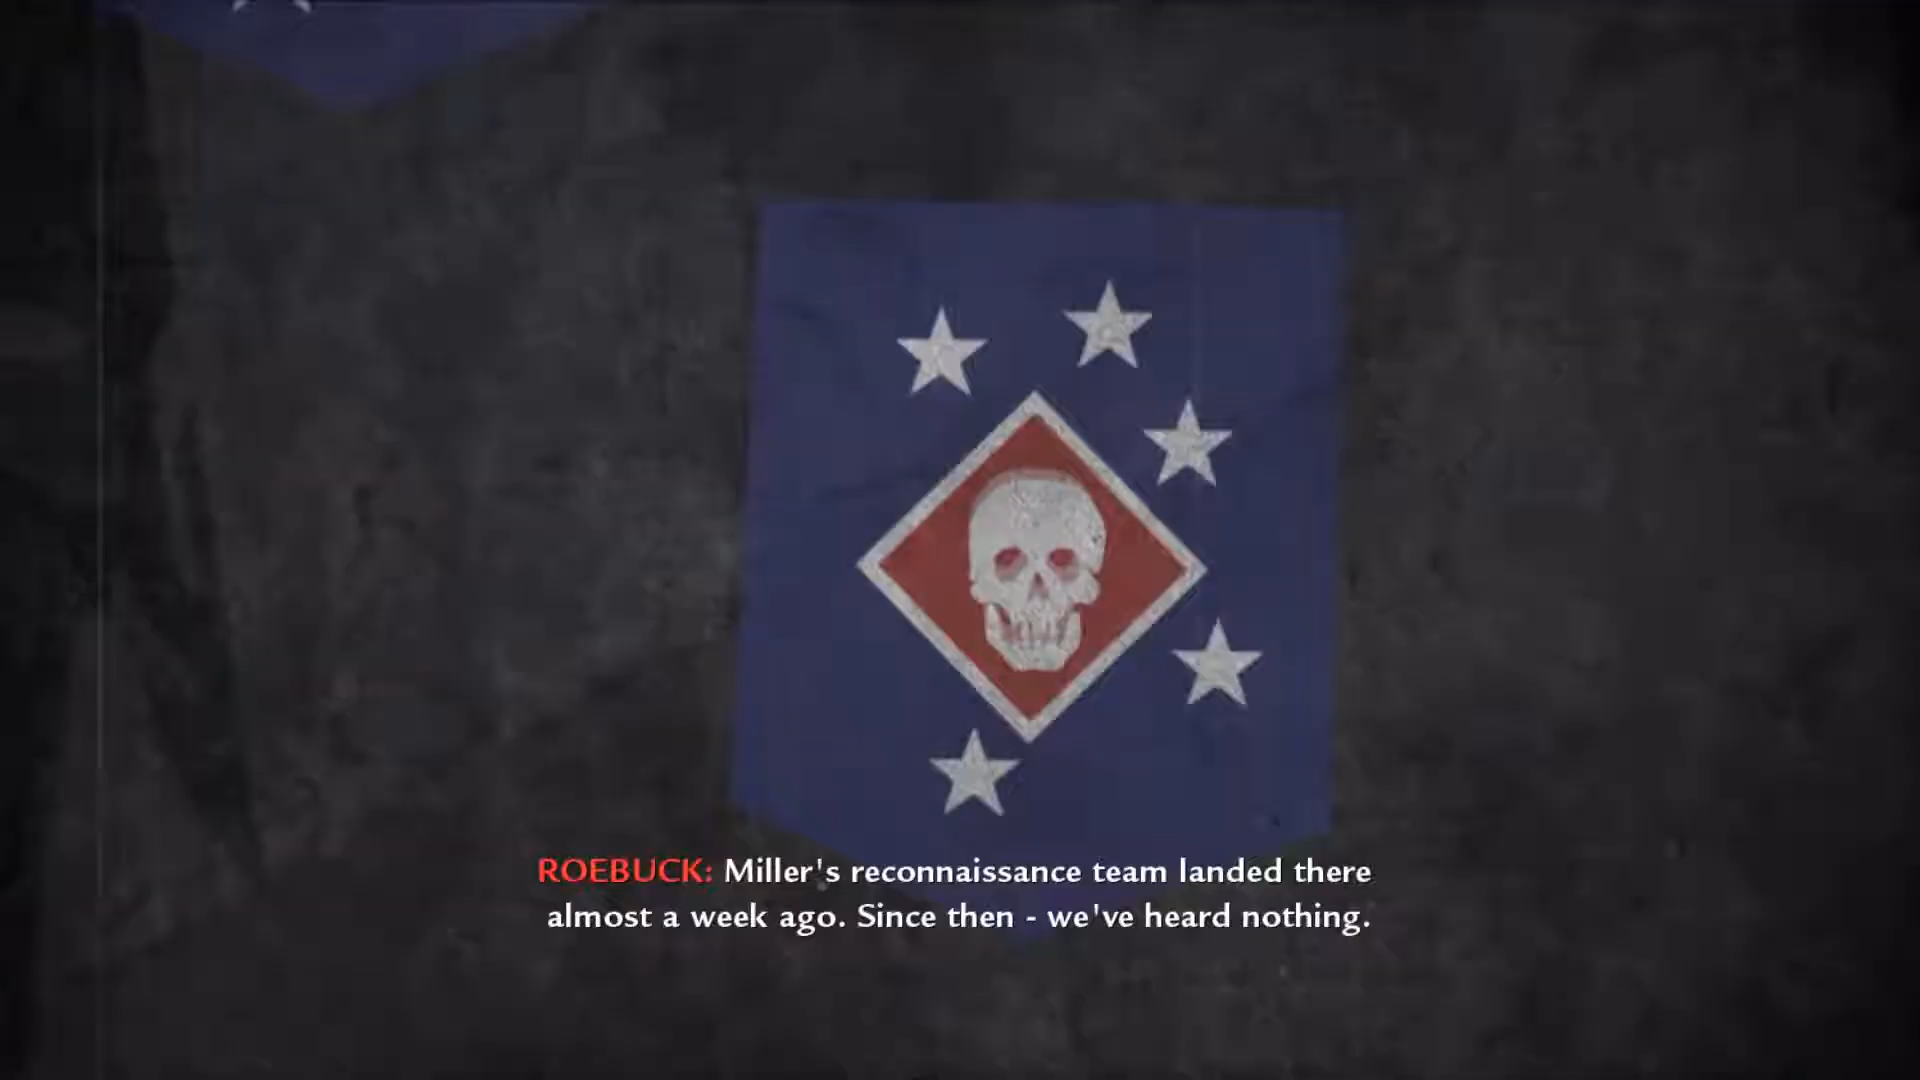 ROEBUCK: Miller's reconnaissance team landed there
almost a week ago. Since then - we've heard nothing.